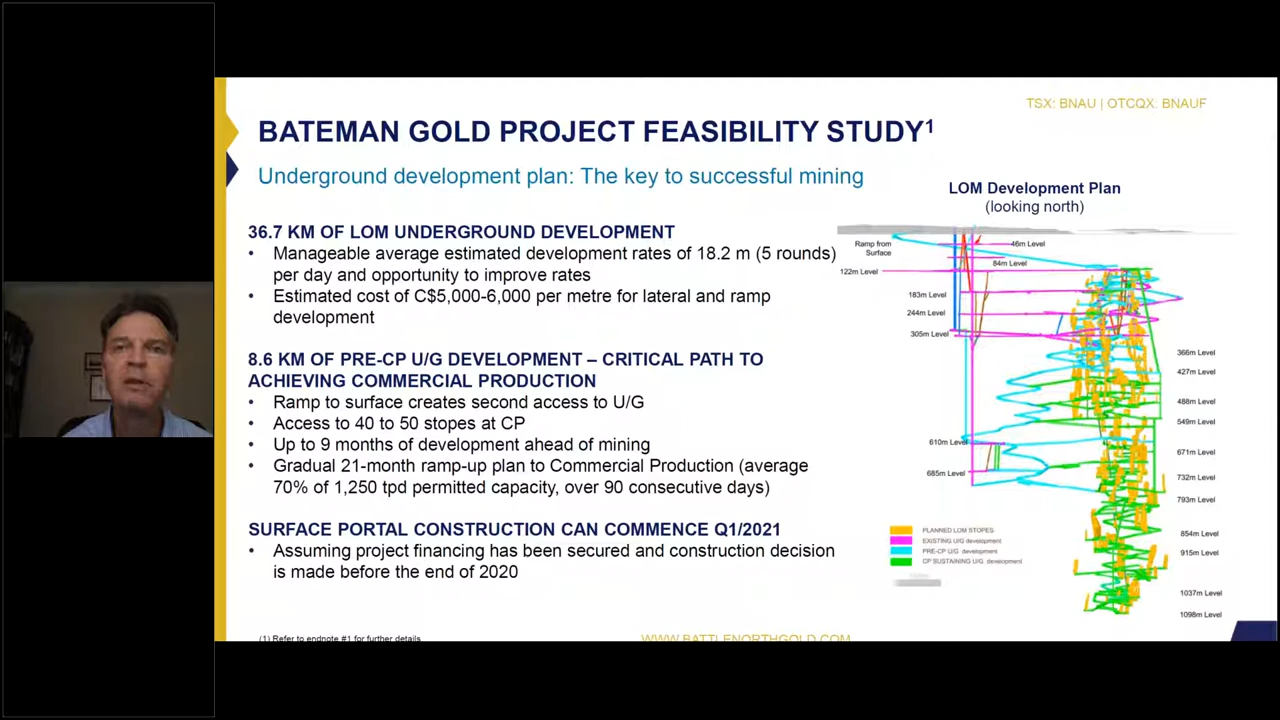 TSX: BNAU | OTCQX: BNAUF
BATEMAN GOLD PROJECT FEASIBILITY STUDY¹
Underground development plan: The key to successful mining
36.7 KM OF LOM UNDERGROUND DEVELOPMENT
• Manageable average estimated development rates of 18.2 m (5 rounds)
per day and opportunity to improve rates
• Estimated cost of C$5,000-6,000 per metre for lateral and ramp
development
8.6 KM OF PRE-CP U/G DEVELOPMENT – CRITICAL PATH TO
ACHIEVING COMMERCIAL PRODUCTION
• Ramp to surface creates second access to U/G
• Access to 40 to 50 stopes at CP
• Up to 9 months of development ahead of mining
• Gradual 21-month ramp-up plan to Commercial Production (average
70% of 1,250 tpd permitted capacity, over 90 consecutive days)
SURFACE PORTAL CONSTRUCTION CAN COMMENCE Q1/2021
• Assuming project financing has been secured and construction decision
is made before the end of 2020
(1) Refer to endnote #1 for further details
WWW.BATTLENORTHGOLD.COM
LOM Development Plan
(looking north)
Ramp from
Surface
46m Level
84m Level
122m Level
183m Level
244m Level
305m Level
366m Level
427m Level
488m Level
549m Level
610m Level
671m Level
685m Level
732m Level
793m Level
854m Level
915m Level
1037m Level
1098m Level
PLANNED LOM STOPES
EXISTING U/G development
PRE-CP U/G development
CP SUSTAINING U/G development